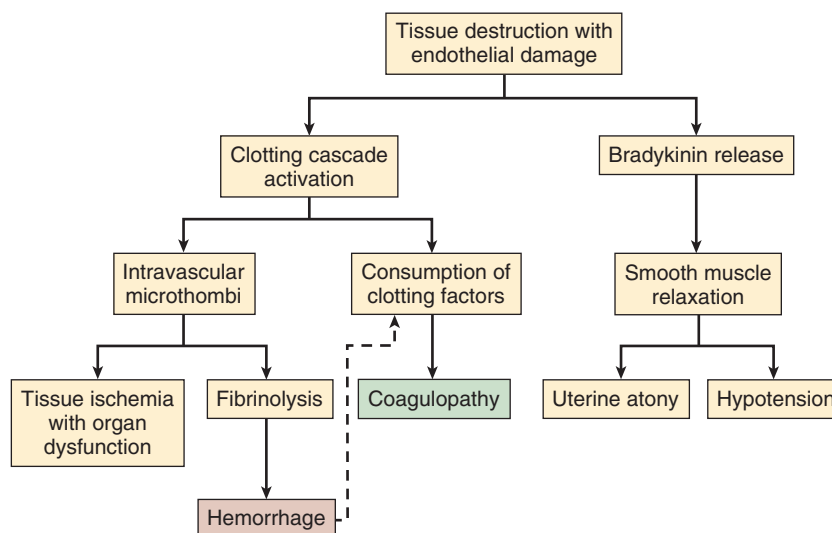 Tissue destruction with
endothelial damage
Clotting cascade
activation
Bradykinin release
Intravascular
microthombi
Consumption of
clotting factors
Smooth muscle
relaxation
Tissue ischemia
with organ
dysfunction
Fibrinolysis
Coagulopathy
Uterine atony
Hypotension
Hemorrhage